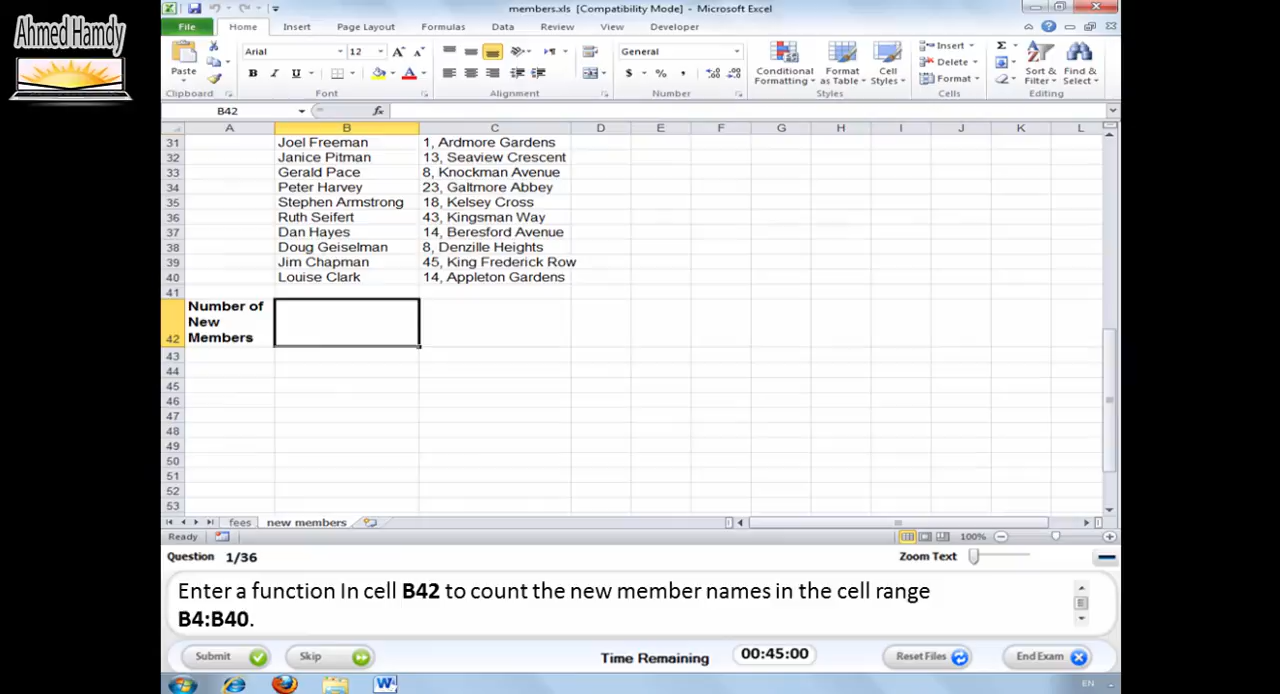 Ahmed Hamdy
members.xls [Compatibility Mode] - Microsoft Excel
File Home Insert Page Layout Formulas Data Review View Developer
Arial 12 General Insert Σ
Paste B I U A $ % , Conditional Formatting Format as Table Cell Styles Delete Format Sort & Filter Find & Select
Clipboard Font Alignment Number Styles Cells Editing
B42 fx
A B C D E F G H I J K L
31 Joel Freeman 1, Ardmore Gardens
32 Janice Pitman 13, Seaview Crescent
33 Gerald Pace 8, Knockman Avenue
34 Peter Harvey 23, Galtmore Abbey
35 Stephen Armstrong 18, Kelsey Cross
36 Ruth Seifert 43, Kingsman Way
37 Dan Hayes 14, Beresford Avenue
38 Doug Geiselman 8, Denzille Heights
39 Jim Chapman 45, King Frederick Row
40 Louise Clark 14, Appleton Gardens
41
Number of
New
42 Members
43
44
45
46
47
48
49
50
51
52
53
fees new members
Ready 100%
Question 1/36 Zoom Text
Enter a function In cell B42 to count the new member names in the cell range
B4:B40.
Submit Skip Time Remaining 00:45:00 Reset Files End Exam
EN